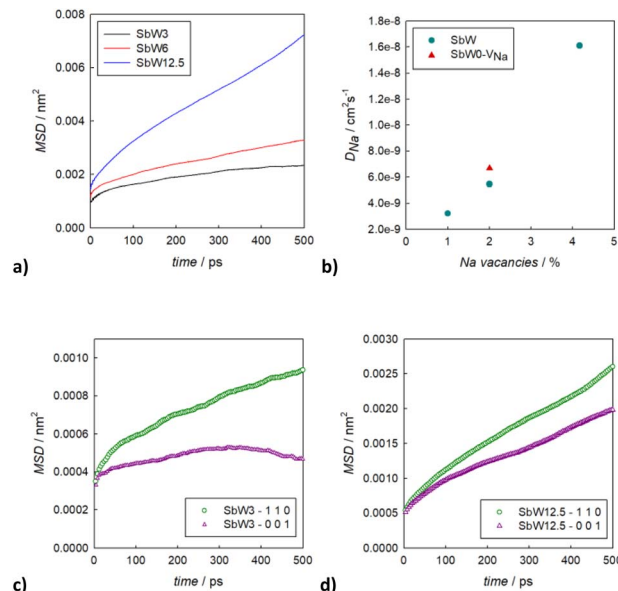 0.008
0.006
0.004
0.002
0.000
MSD / nm²
SbW3
SbW6
SbW12.5
0 100 200 300 400 500
time / ps
a)
1.8e-8
1.6e-8
1.4e-8
1.2e-8
1.0e-8
8.0e-9
6.0e-9
4.0e-9
2.0e-9
D_Na / cm²s⁻¹
SbW
SbW0-V_Na
0 1 2 3 4 5
Na vacancies / %
b)
0.0010
0.0008
0.0006
0.0004
0.0002
0.0000
MSD / nm²
SbW3 - 1 1 0
SbW3 - 0 0 1
0 100 200 300 400 500
time / ps
c)
0.0030
0.0025
0.0020
0.0015
0.0010
0.0005
0.0000
MSD / nm²
SbW12.5 - 1 1 0
SbW12.5 - 0 0 1
0 100 200 300 400 500
time / ps
d)